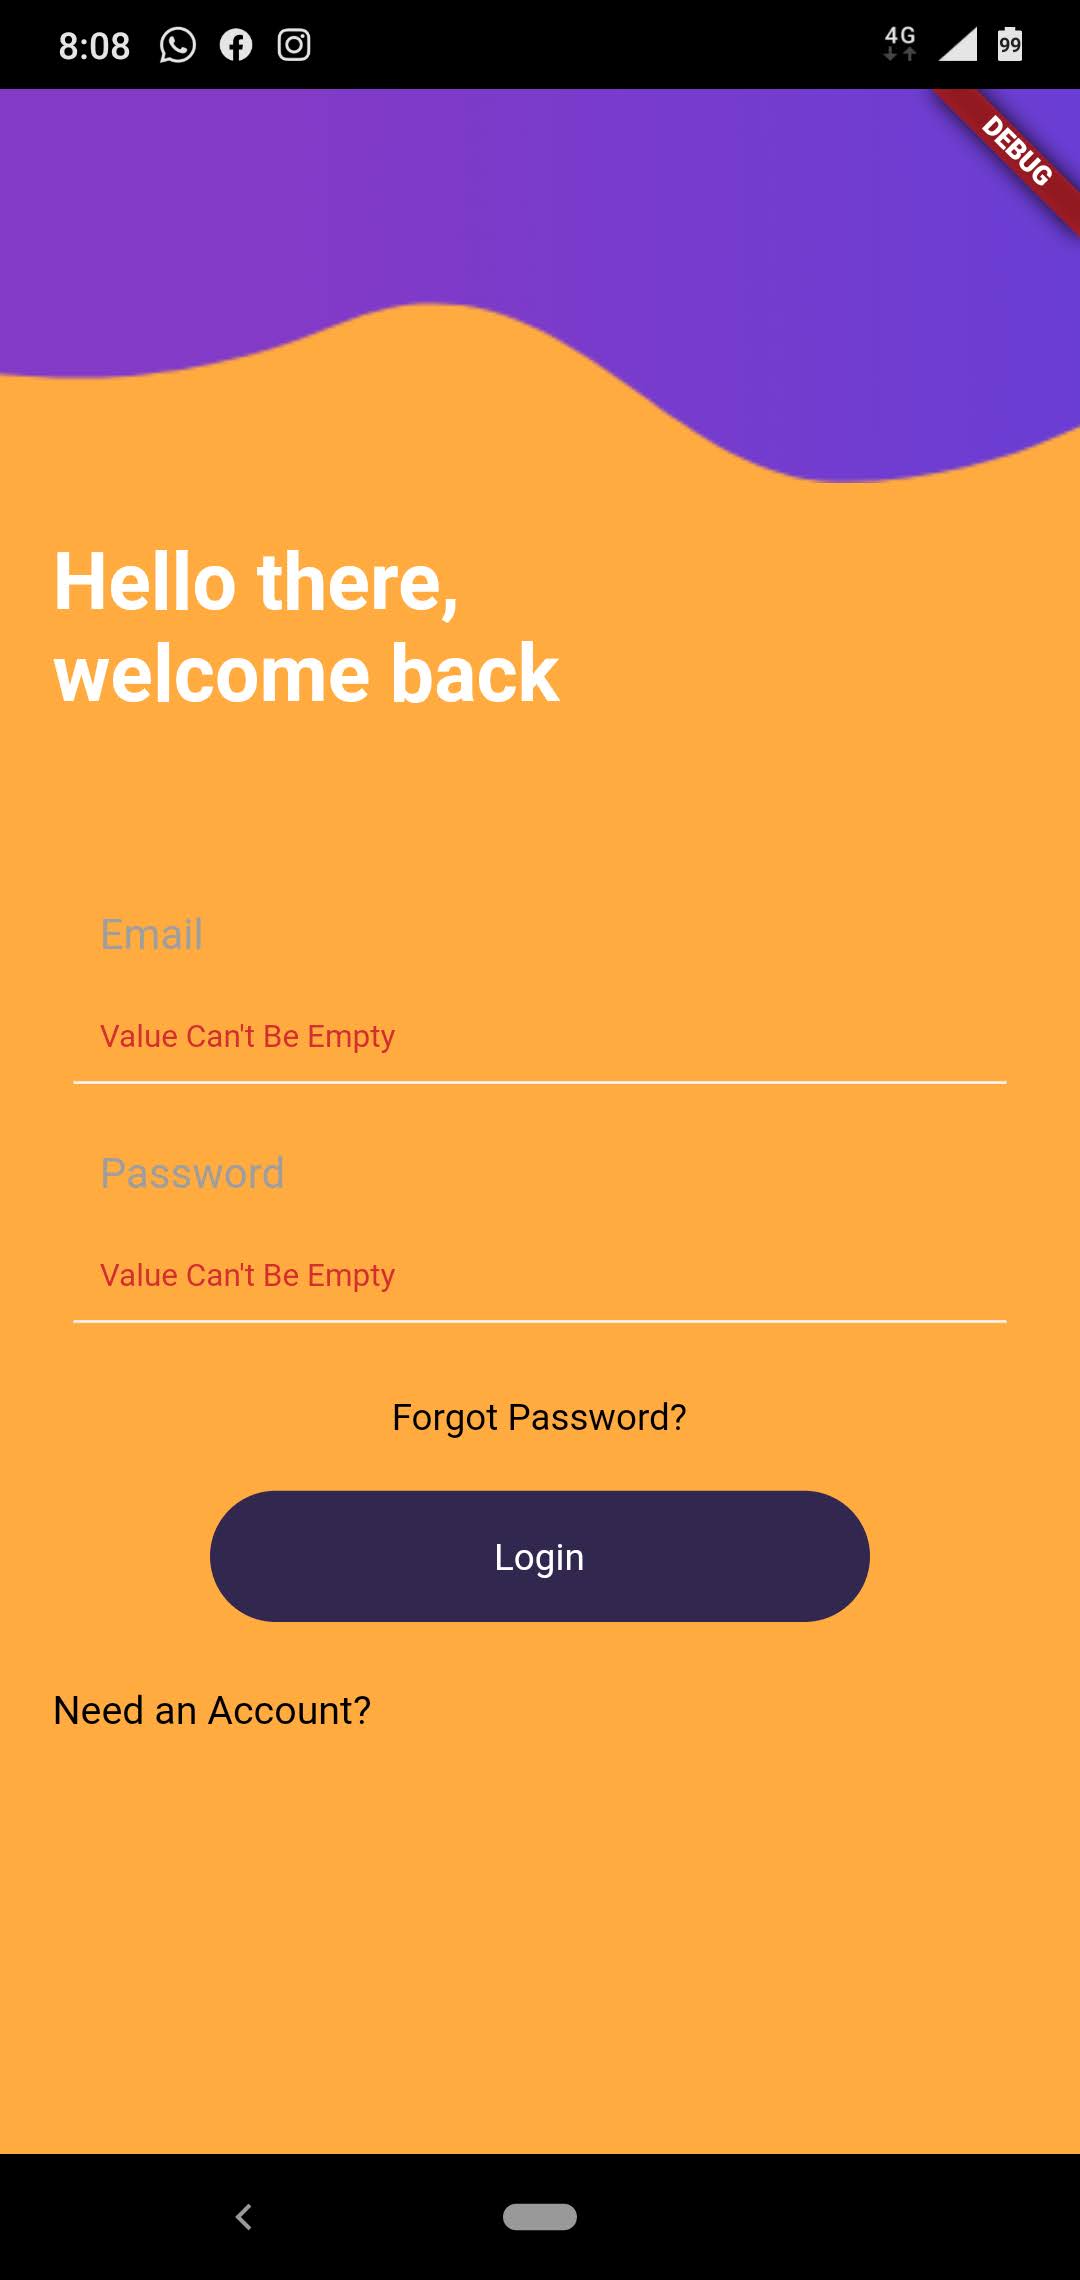 8:08
4G
99
DEBUG
Hello there,
welcome back
Email
Value Can't Be Empty
Password
Value Can't Be Empty
Forgot Password?
Login
Need an Account?